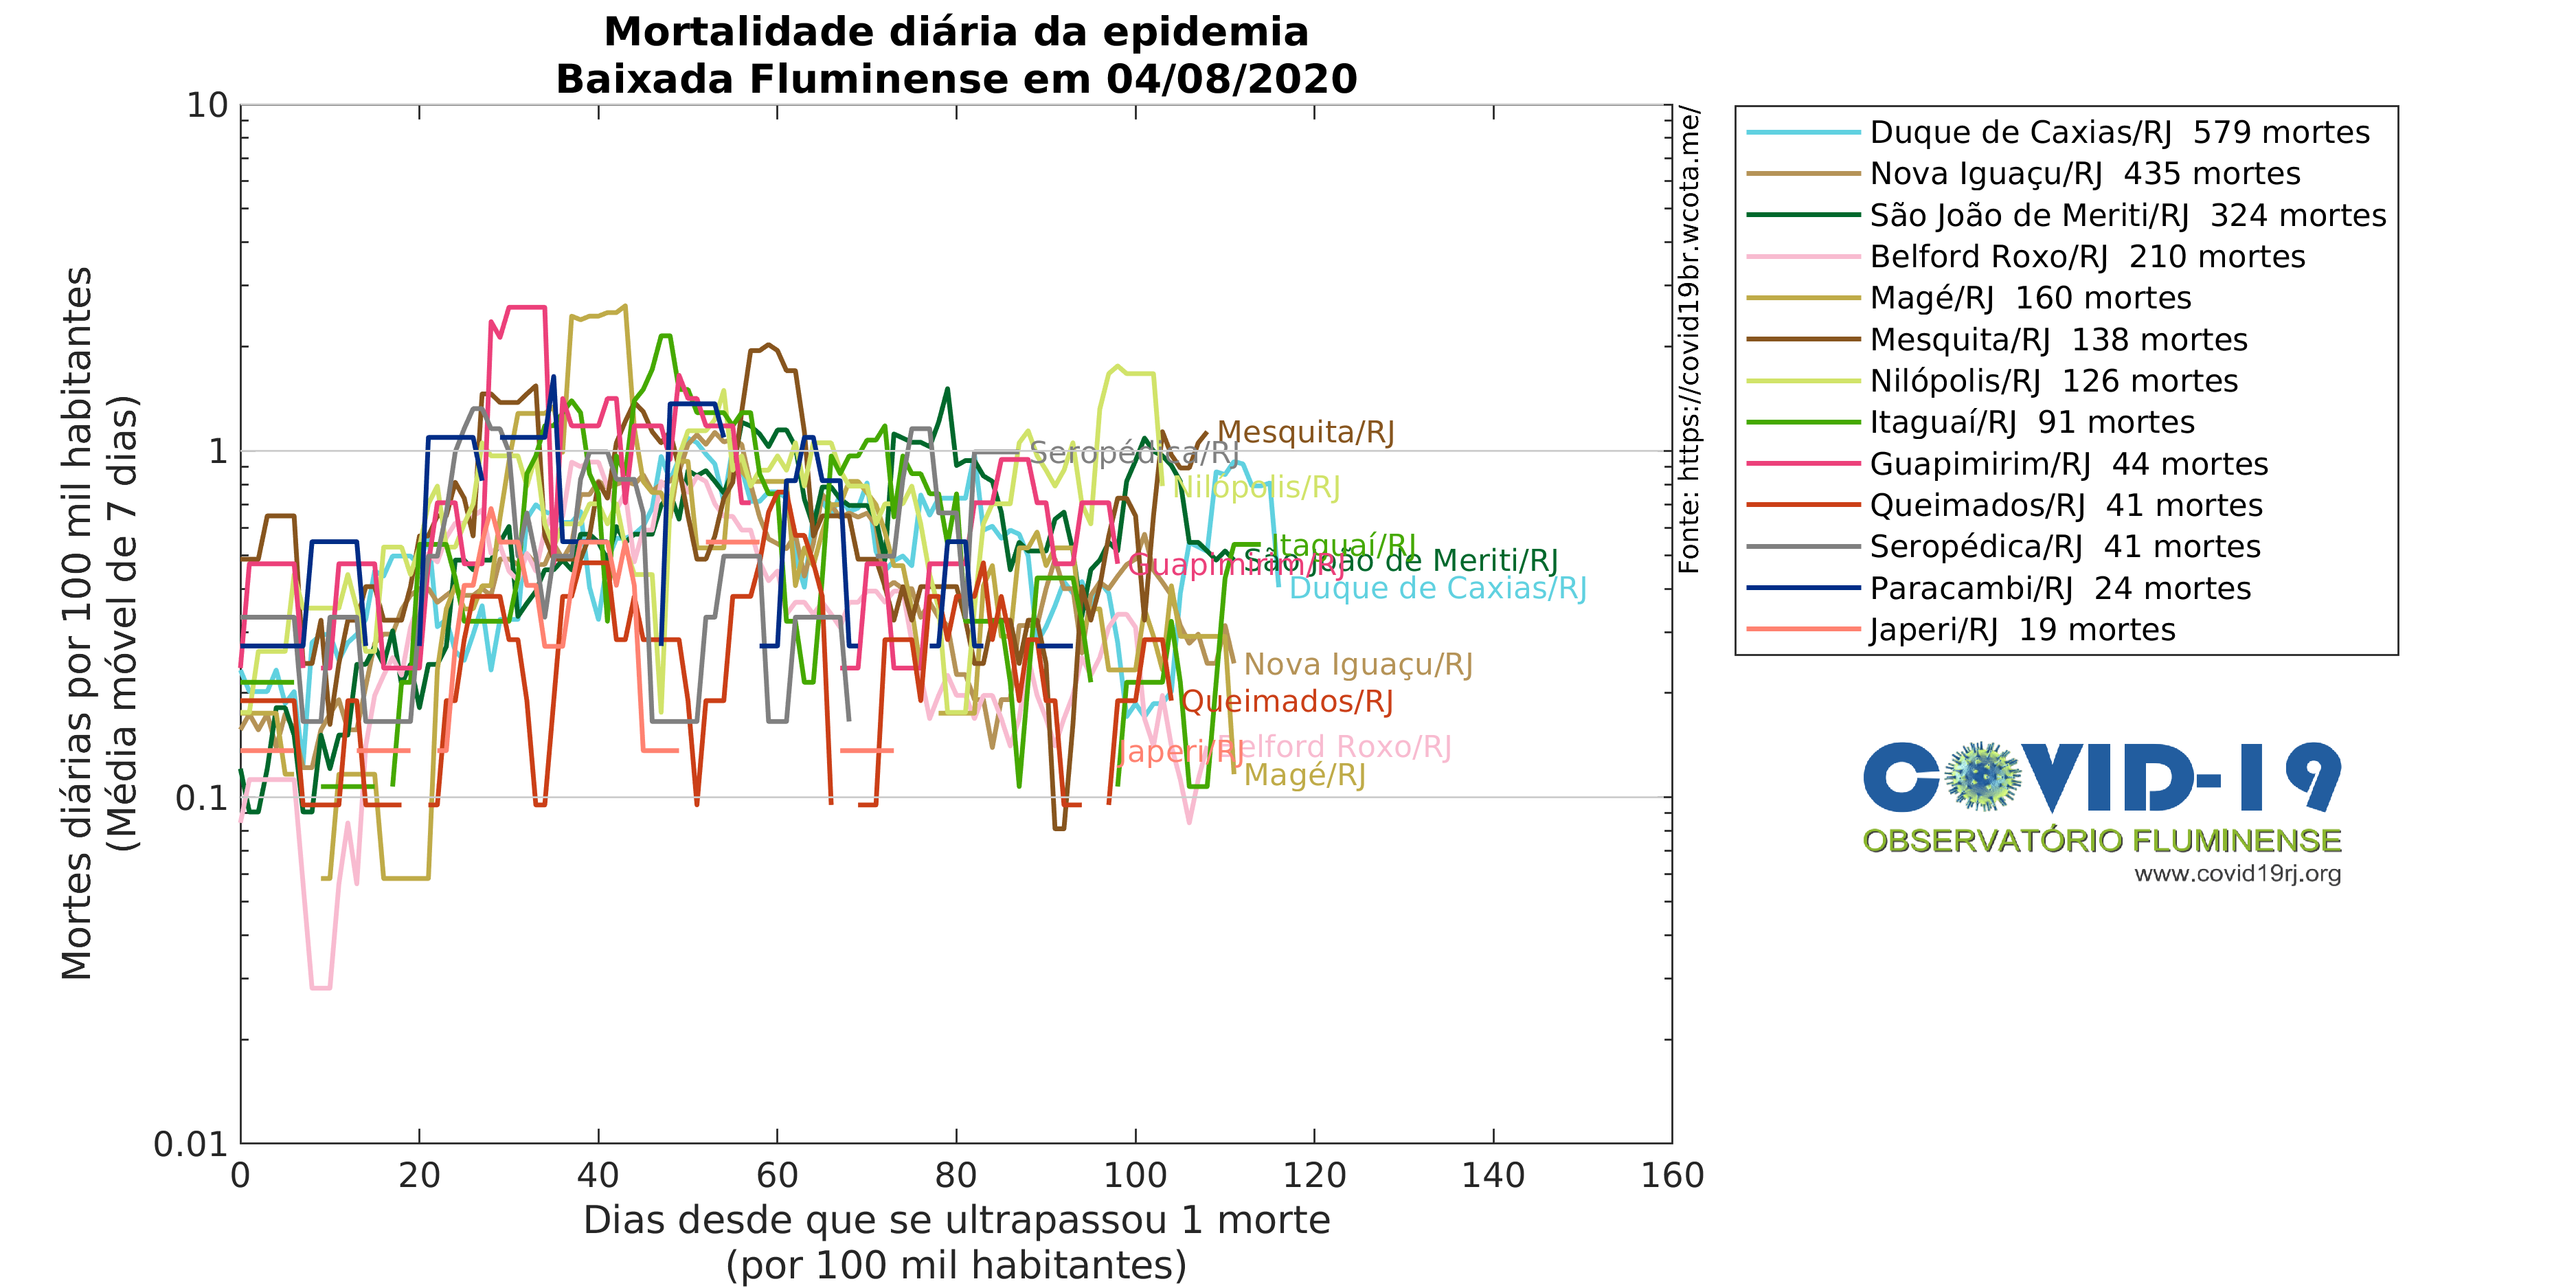 Mortalidade diária da epidemia
Baixada Fluminense em 04/08/2020
Mortes diárias por 100 mil habitantes
(Média móvel de 7 dias)
10
1
0.1
0.01
0
20
40
60
80
100
120
140
160
Dias desde que se ultrapassou 1 morte
(por 100 mil habitantes)
Fonte: https://covid19br.wcota.me/
Mesquita/RJ
Seropédica/RJ
Nilópolis/RJ
Itaguaí/RJ
São João de Meriti/RJ
Guapimirim/RJ
Duque de Caxias/RJ
Nova Iguaçu/RJ
Queimados/RJ
Belford Roxo/RJ
Japeri/RJ
Magé/RJ
Duque de Caxias/RJ 579 mortes
Nova Iguaçu/RJ 435 mortes
São João de Meriti/RJ 324 mortes
Belford Roxo/RJ 210 mortes
Magé/RJ 160 mortes
Mesquita/RJ 138 mortes
Nilópolis/RJ 126 mortes
Itaguaí/RJ 91 mortes
Guapimirim/RJ 44 mortes
Queimados/RJ 41 mortes
Seropédica/RJ 41 mortes
Paracambi/RJ 24 mortes
Japeri/RJ 19 mortes
COVID-19
OBSERVATÓRIO FLUMINENSE
www.covid19rj.org